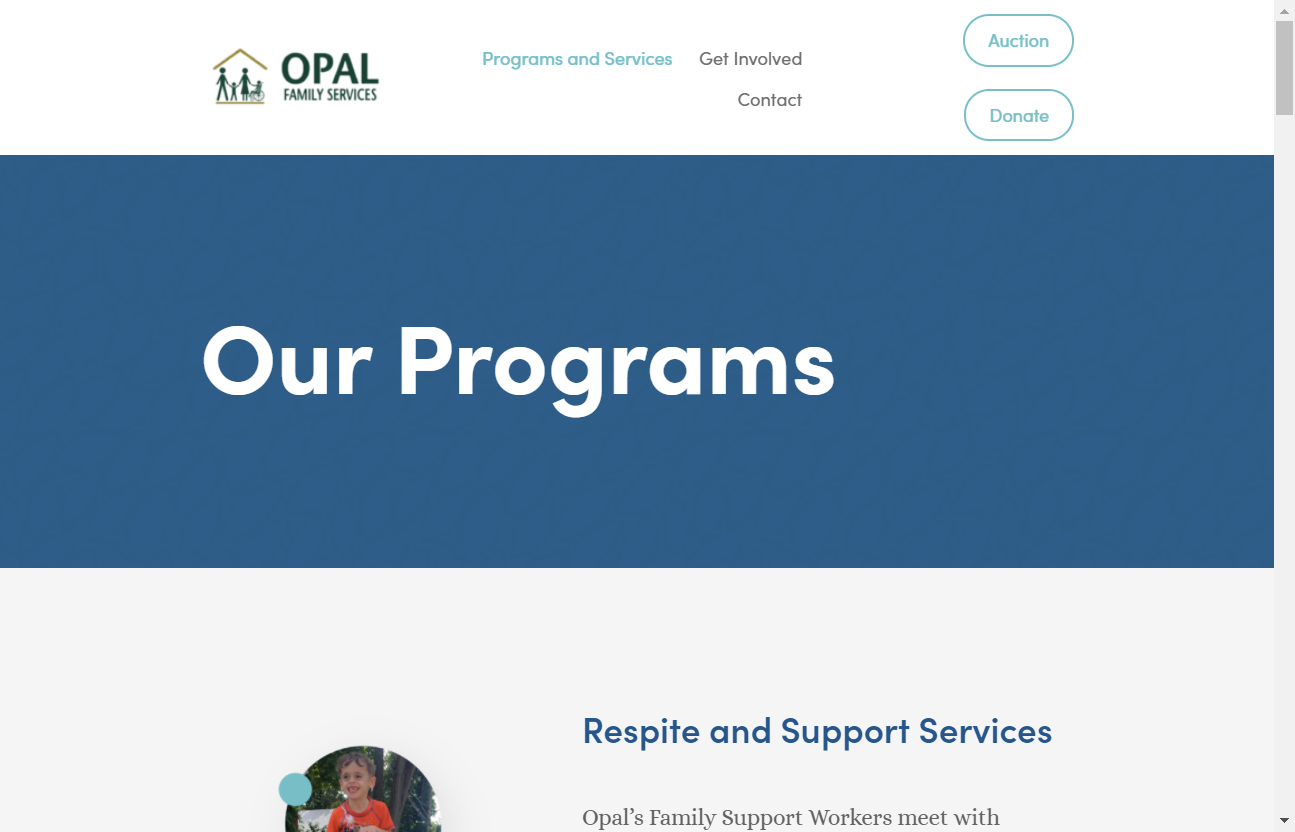 OPAL
FAMILY SERVICES
Programs and Services
Get Involved
Contact
Auction
Donate
Our Programs
Respite and Support Services
Opal’s Family Support Workers meet with